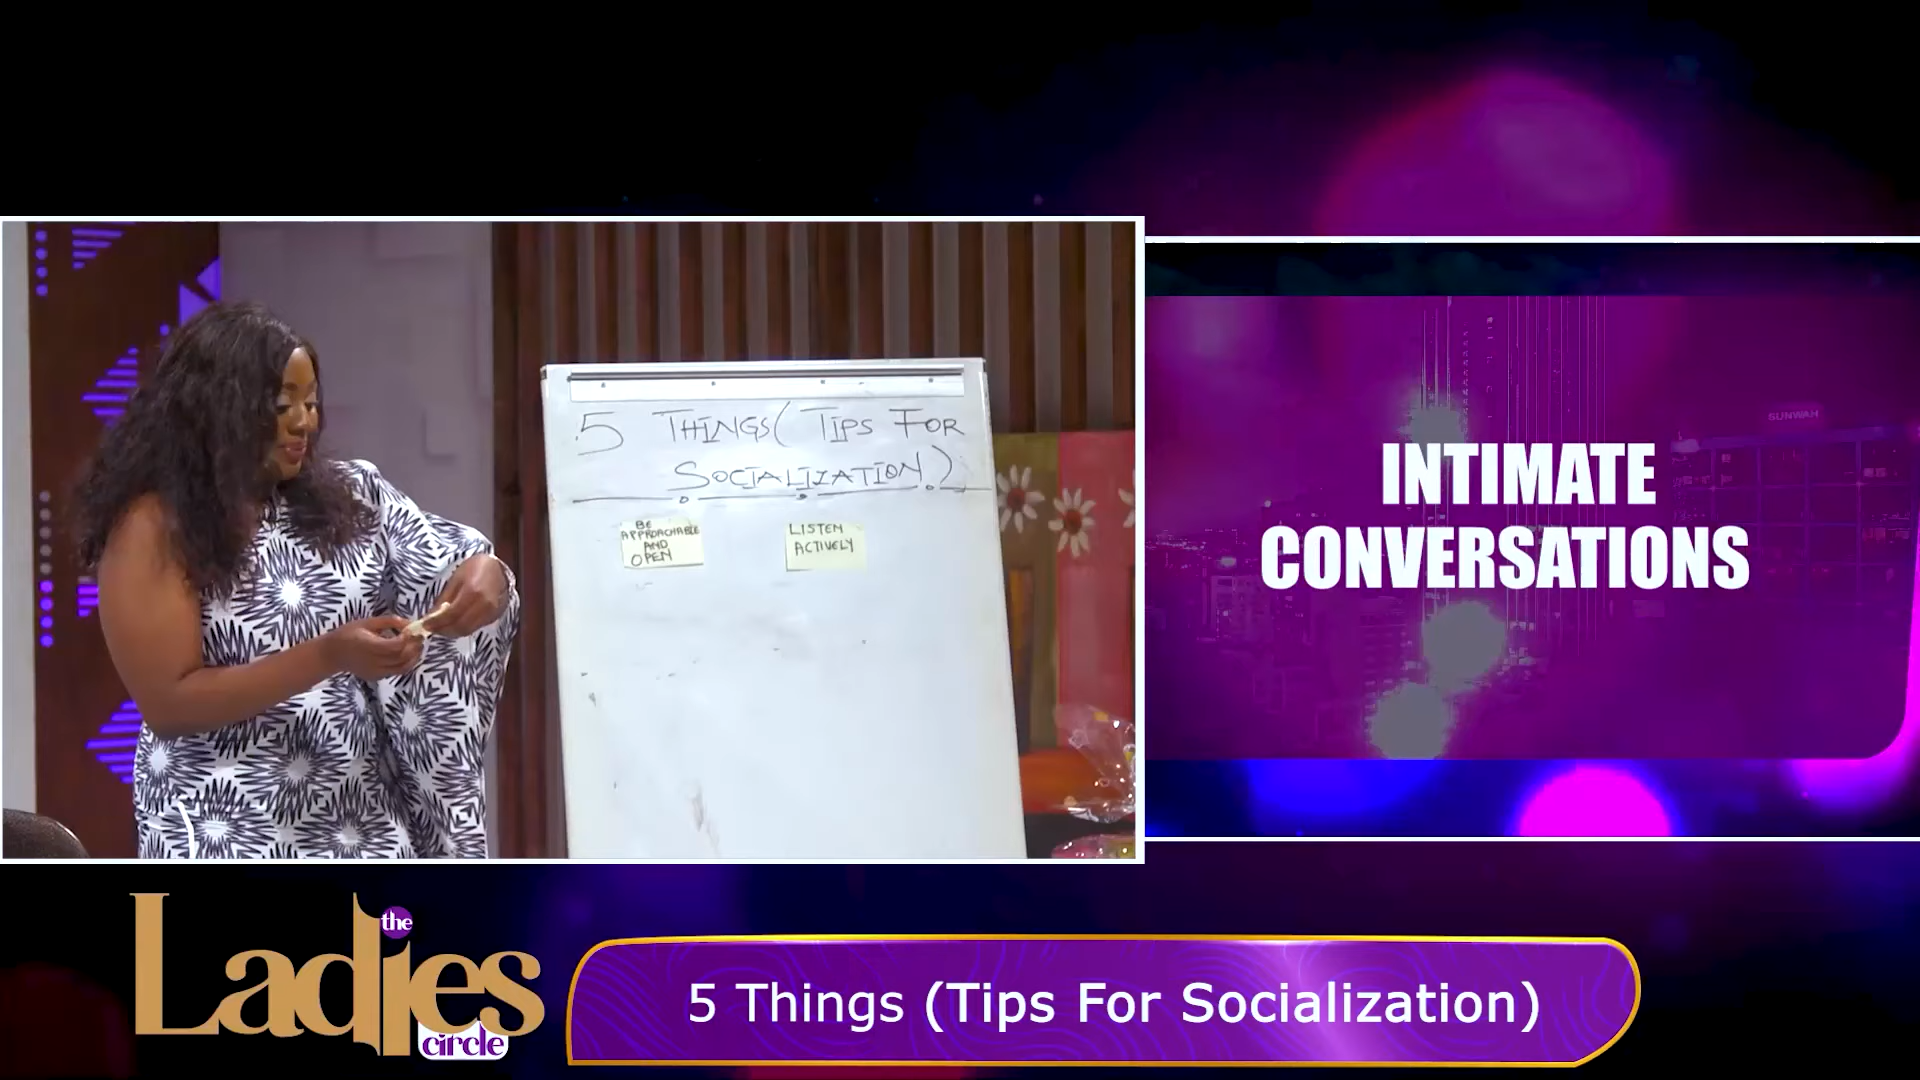 5 THINGS( TIPS FOR
SOCIALIZATION)
BE
APPROACHABLE
AND
OPEN
LISTEN
ACTIVELY
SUNWAH
INTIMATE
CONVERSATIONS
the
Ladies
circle
5 Things (Tips For Socialization)